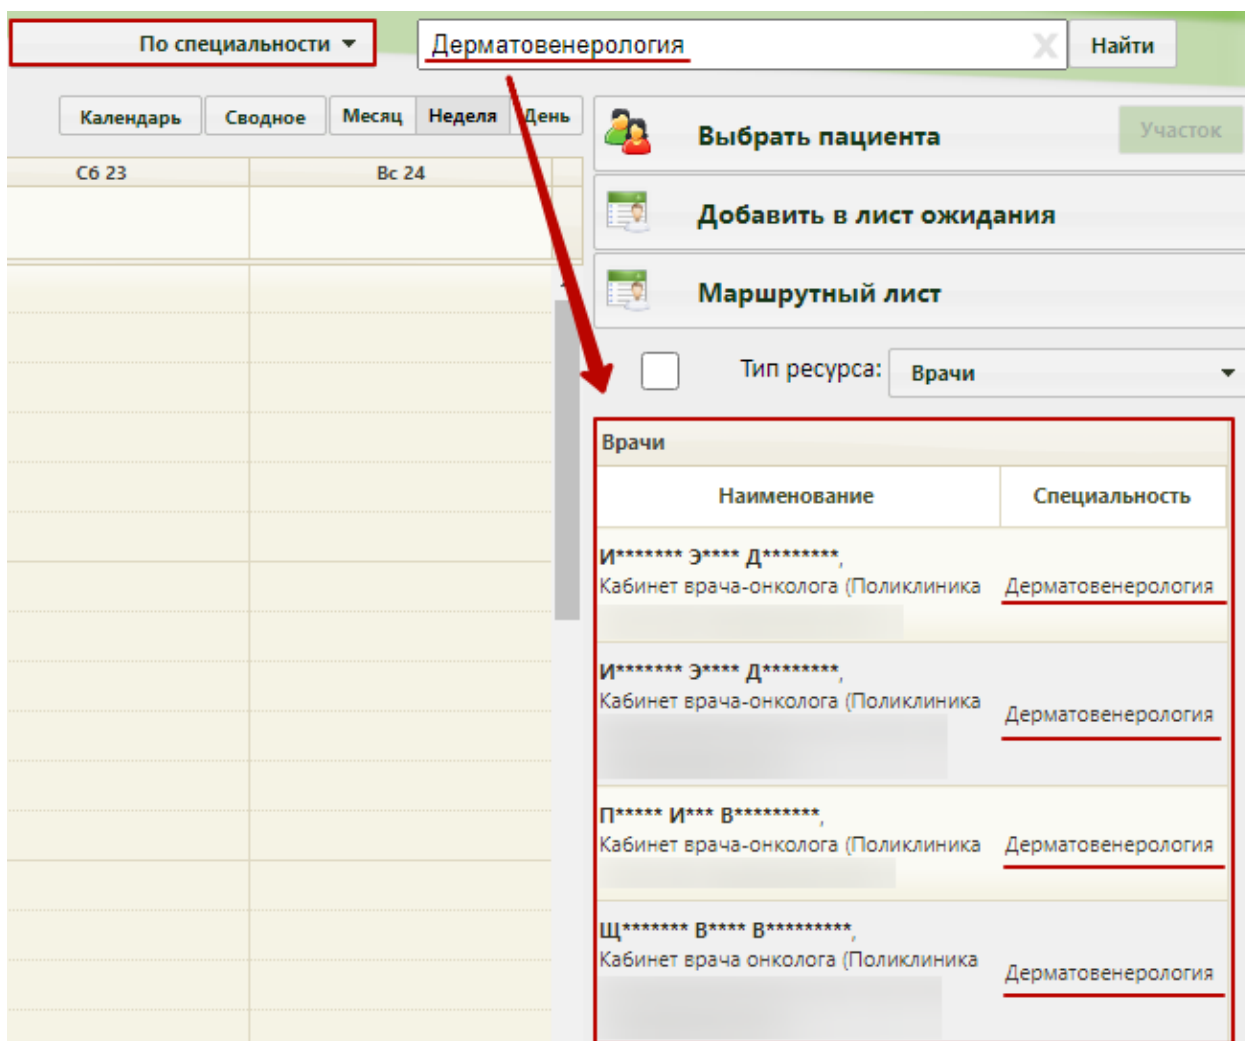 По специальности
Дерматовенерология
X
Найти
Календарь
Сводное
Месяц
Неделя
День
Сб 23
Вс 24
Выбрать пациента
Участок
Добавить в лист ожидания
Маршрутный лист
Тип ресурса:
Врачи
Врачи
Наименование
Специальность
И******* Э**** Д********,
Кабинет врача-онколога (Поликлиника
Дерматовенерология
И******* Э**** Д********,
Кабинет врача-онколога (Поликлиника
Дерматовенерология
П***** И*** В*********,
Кабинет врача-онколога (Поликлиника
Дерматовенерология
Щ******* В**** В*********,
Кабинет врача онколога (Поликлиника
Дерматовенерология